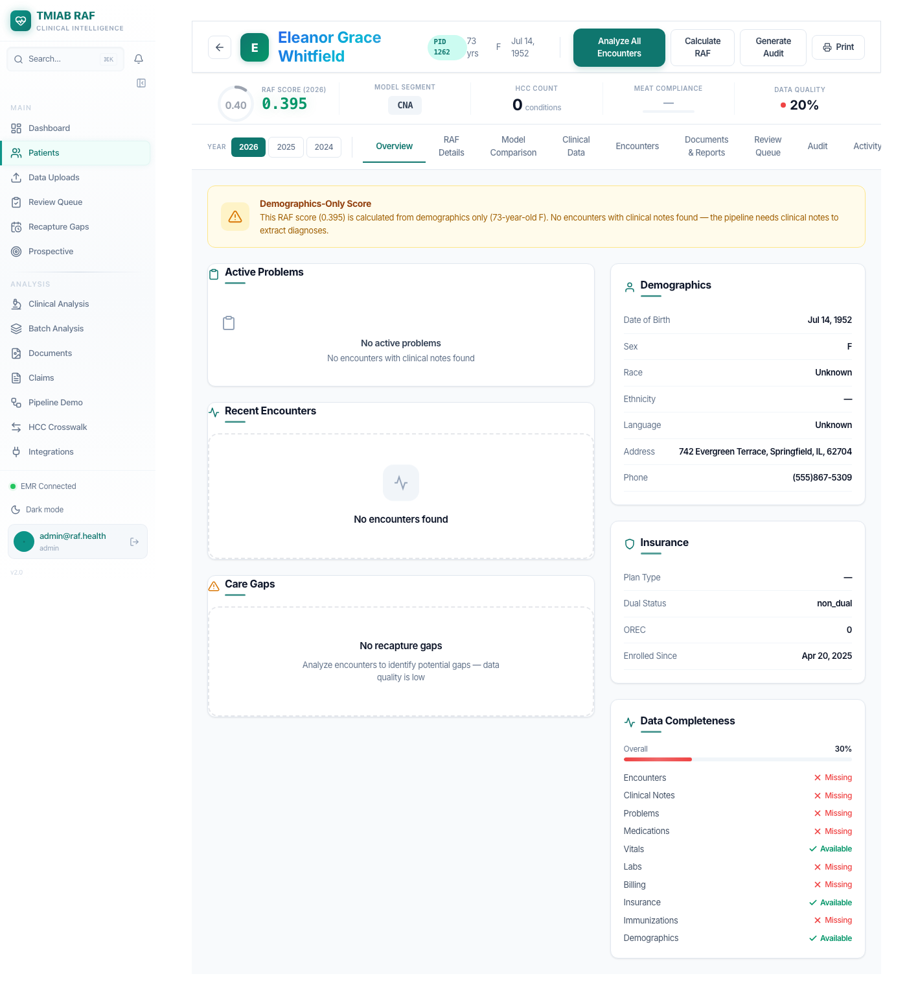 TMIAB RAF
CLINICAL INTELLIGENCE
Search...
⌘K
MAIN
Dashboard
Patients
Data Uploads
Review Queue
Recapture Gaps
Prospective
ANALYSIS
Clinical Analysis
Batch Analysis
Documents
Claims
Pipeline Demo
HCC Crosswalk
Integrations
EMR Connected
Dark mode
admin@raf.health
admin
v2.0
E
Eleanor Grace
Whitfield
PID
1262
73
yrs
F
Jul 14,
1952
Analyze All
Encounters
Calculate
RAF
Generate
Audit
Print
0.40
RAF SCORE (2026)
0.395
MODEL SEGMENT
CNA
HCC COUNT
0 conditions
MEAT COMPLIANCE
—
DATA QUALITY
20%
YEAR
2026
2025
2024
Overview
RAF
Details
Model
Comparison
Clinical
Data
Encounters
Documents
& Reports
Review
Queue
Audit
Activity
Demographics-Only Score
This RAF score (0.395) is calculated from demographics only (73-year-old F). No encounters with clinical notes found — the pipeline needs clinical notes to
extract diagnoses.
Active Problems
No active problems
No encounters with clinical notes found
Recent Encounters
No encounters found
Care Gaps
No recapture gaps
Analyze encounters to identify potential gaps — data
quality is low
Demographics
Date of Birth Jul 14, 1952
Sex F
Race Unknown
Ethnicity —
Language Unknown
Address 742 Evergreen Terrace, Springfield, IL, 62704
Phone (555)867-5309
Insurance
Plan Type —
Dual Status non_dual
OREC 0
Enrolled Since Apr 20, 2025
Data Completeness
Overall 30%
Encounters Missing
Clinical Notes Missing
Problems Missing
Medications Missing
Vitals Available
Labs Missing
Billing Missing
Insurance Available
Immunizations Missing
Demographics Available